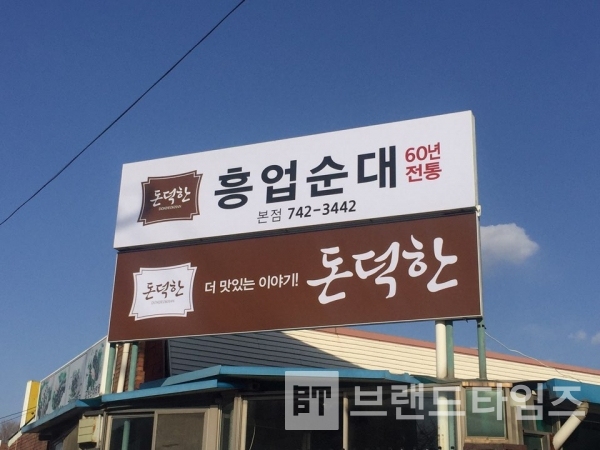 돈덕한
흥업순대
60년
전통
본점 742-3442
돈덕한
더 맛있는 이야기!
돈덕한
BT 브랜드타임즈